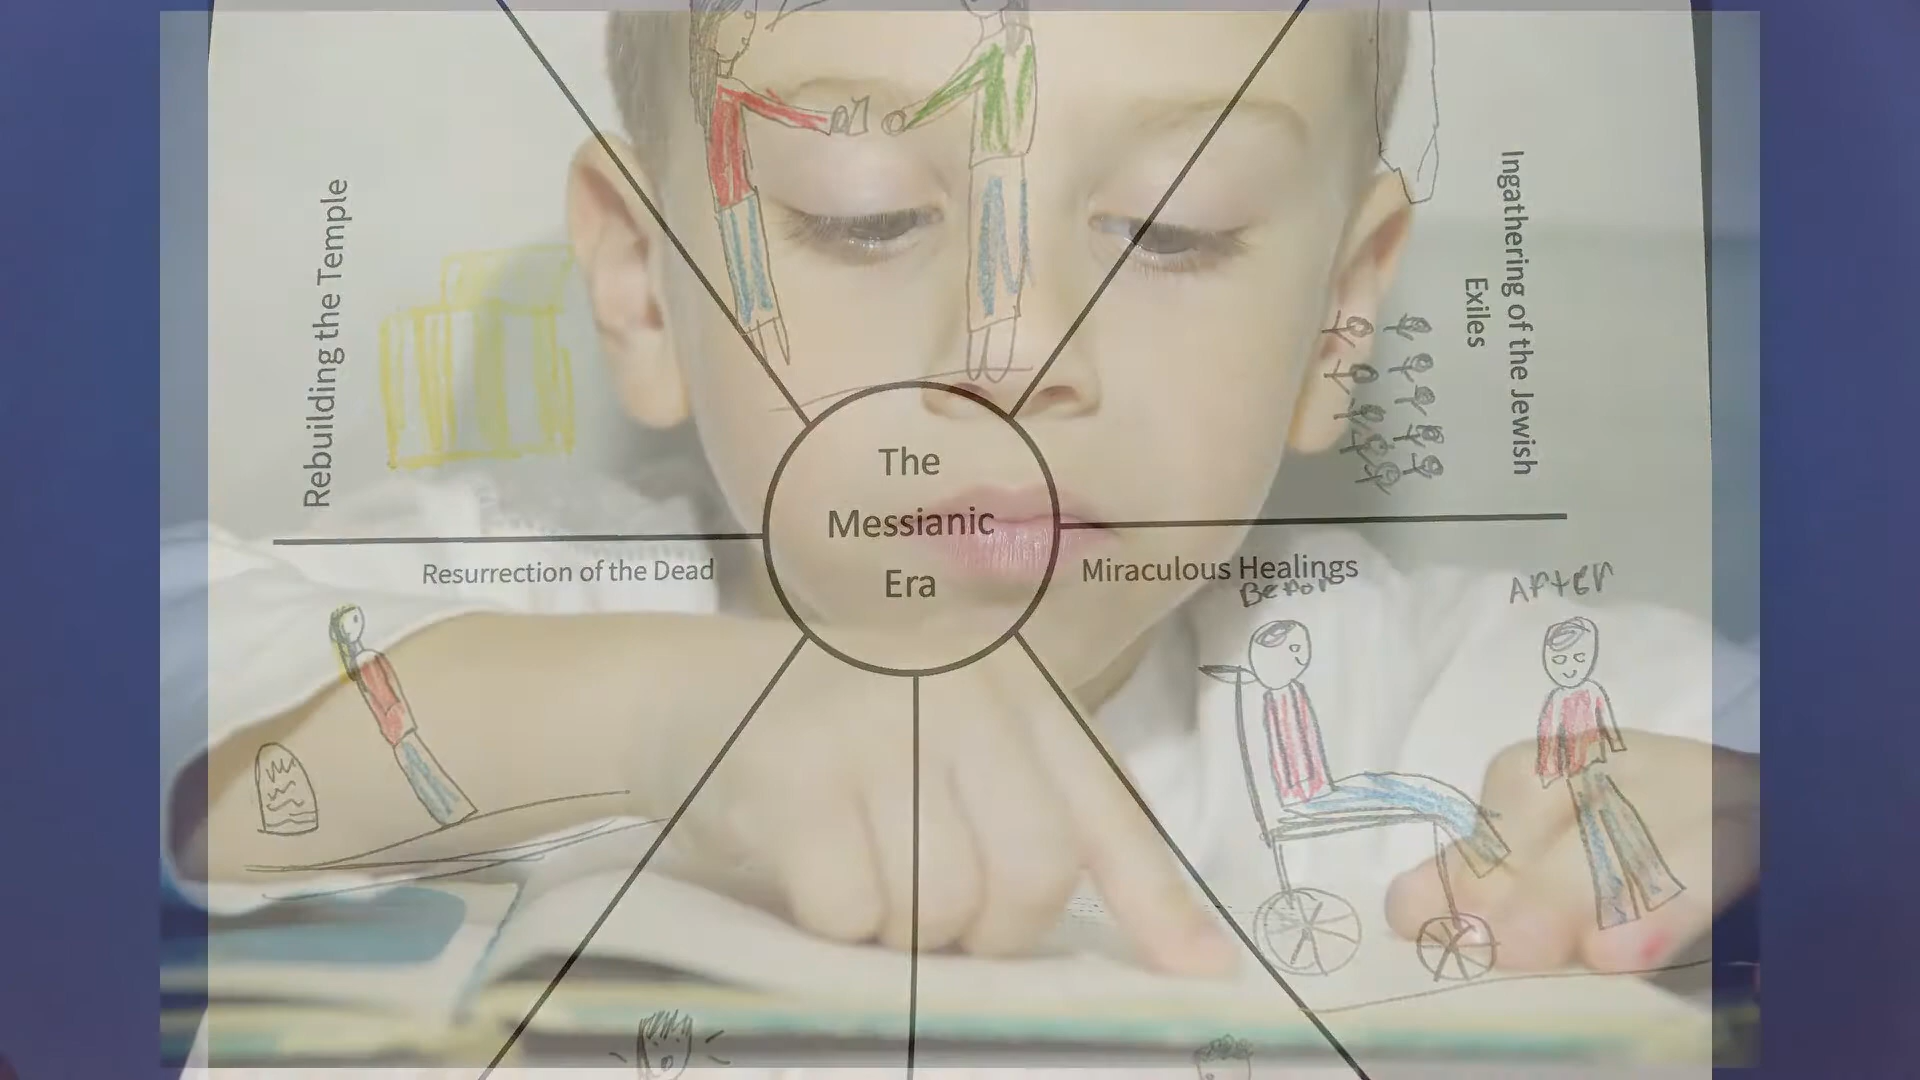 Rebuilding the Temple
Ingathering of the Jewish
Exiles
The
Messianic
Era
Resurrection of the Dead
Miraculous Healings
After